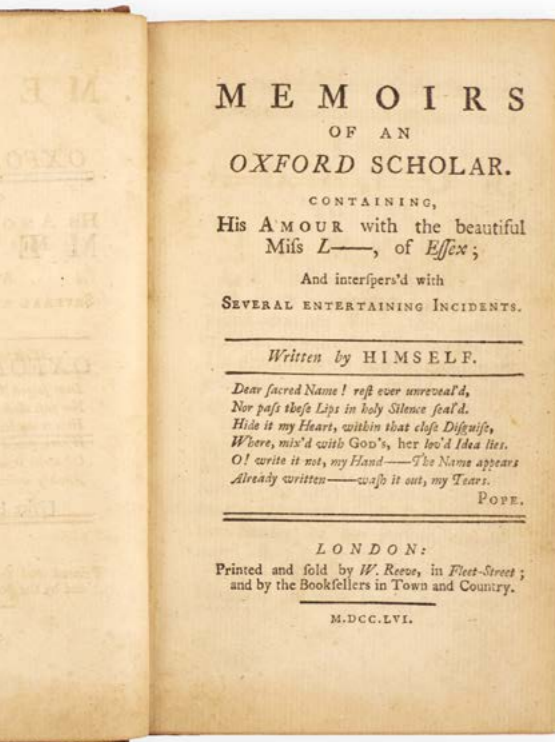 MEMOIRS
OF AN
OXFORD SCHOLAR.
CONTAINING,
His AMOUR with the beautiful
Miſs L——, of Eſſex;
And interſpers'd with
SEVERAL ENTERTAINING INCIDENTS.
Written by HIMSELF.
Dear ſacred Name! reſt ever unreveal'd,
Nor paſs theſe Lips in holy Silence ſeal'd.
Hide it my Heart, within that cloſe Diſguiſe,
Where, mix'd with GOD's, her lov'd Idea lies.
O! write it not, my Hand——The Name appears
Already written——waſh it out, my Tears.
POPE.
LONDON:
Printed and ſold by W. Reeve, in Fleet-Street;
and by the Bookſellers in Town and Country.
M.DCC.LVI.